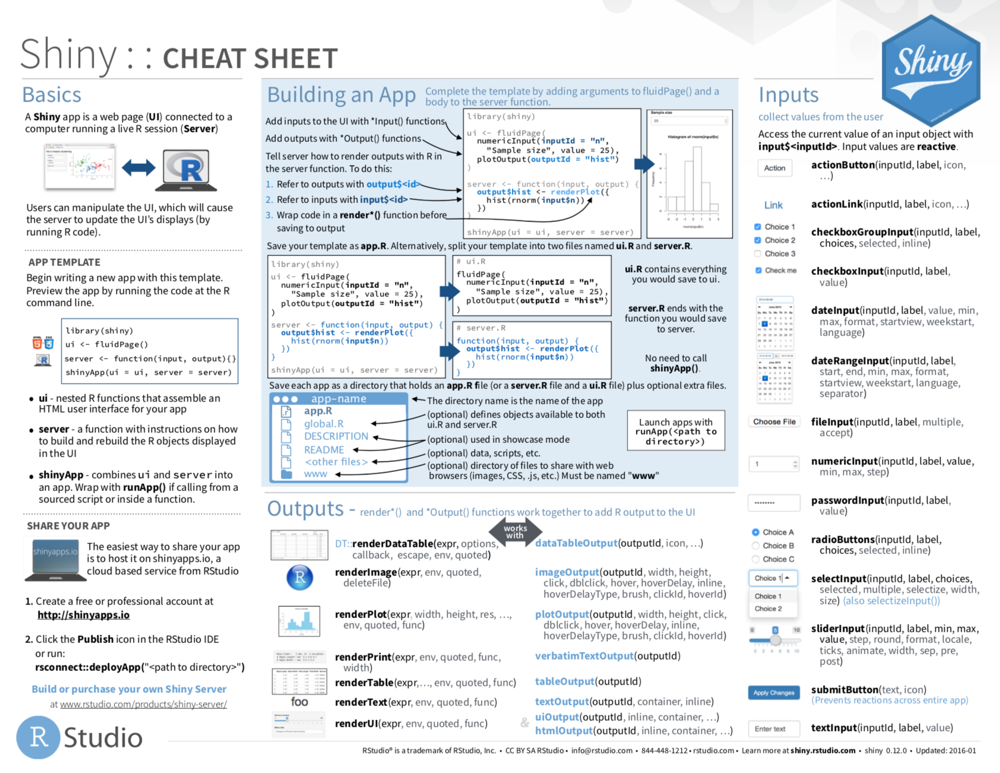 Shiny : : CHEAT SHEET
Shiny
Basics
A Shiny app is a web page (UI) connected to a
computer running a live R session (Server)
R
Users can manipulate the UI, which will cause
the server to update the UI's displays (by
running R code).
APP TEMPLATE
Begin writing a new app with this template.
Preview the app by running the code at the R
command line.
library(shiny)
ui <- fluidPage()
server <- function(input, output){}
shinyApp(ui = ui, server = server)
• ui - nested R functions that assemble an
HTML user interface for your app
• server - a function with instructions on how
to build and rebuild the R objects displayed
in the UI
• shinyApp - combines ui and server into
an app. Wrap with runApp() if calling from a
sourced script or inside a function.
SHARE YOUR APP
shinyapps.io
The easiest way to share your app
is to host it on shinyapps.io, a
cloud based service from RStudio
1. Create a free or professional account at
http://shinyapps.io
2. Click the Publish icon in the RStudio IDE
or run:
rsconnect::deployApp("<path to directory>")
Build or purchase your own Shiny Server
at www.rstudio.com/products/shiny-server/
R Studio
Building an App
Complete the template by adding arguments to fluidPage() and a
body to the server function.
Add inputs to the UI with *Input() functions
Add outputs with *Output() functions
Tell server how to render outputs with R in
the server function. To do this:
1. Refer to outputs with output$<id>
2. Refer to inputs with input$<id>
3. Wrap code in a render*() function before
saving to output
library(shiny)
ui <- fluidPage(
numericInput(inputId = "n",
"Sample size", value = 25),
plotOutput(outputId = "hist")
)
server <- function(input, output) {
output$hist <- renderPlot({
hist(rnorm(input$n))
})
}
shinyApp(ui = ui, server = server)
Sample size
25
Histogram of rnorm(input$n)
Frequency
-3 -2 -1 0 1 2 3
rnorm(input$n)
Save your template as app.R. Alternatively, split your template into two files named ui.R and server.R.
library(shiny)
ui <- fluidPage(
numericInput(inputId = "n",
"Sample size", value = 25),
plotOutput(outputId = "hist")
)
server <- function(input, output) {
output$hist <- renderPlot({
hist(rnorm(input$n))
})
}
shinyApp(ui = ui, server = server)
# ui.R
fluidPage(
numericInput(inputId = "n",
"Sample size", value = 25),
plotOutput(outputId = "hist")
)
# server.R
function(input, output) {
output$hist <- renderPlot({
hist(rnorm(input$n))
})
}
ui.R contains everything
you would save to ui.
server.R ends with the
function you would save
to server.
No need to call
shinyApp().
Save each app as a directory that holds an app.R file (or a server.R file and a ui.R file) plus optional extra files.
app-name
.r app.R
global.R
DESCRIPTION
README
<other files>
www
The directory name is the name of the app
(optional) defines objects available to both
ui.R and server.R
(optional) used in showcase mode
(optional) data, scripts, etc.
(optional) directory of files to share with web
browsers (images, CSS, .js, etc.) Must be named "www"
Launch apps with
runApp(<path to
directory>)
Outputs - render*() and *Output() functions work together to add R output to the UI
works
with
DT::renderDataTable(expr, options,
callback, escape, env, quoted)
dataTableOutput(outputId, icon, …)
R
renderImage(expr, env, quoted,
deleteFile)
imageOutput(outputId, width, height,
click, dblclick, hover, hoverDelay, inline,
hoverDelayType, brush, clickId, hoverId)
renderPlot(expr, width, height, res, …,
env, quoted, func)
plotOutput(outputId, width, height, click,
dblclick, hover, hoverDelay, inline,
hoverDelayType, brush, clickId, hoverId)
renderPrint(expr, env, quoted, func,
width)
verbatimTextOutput(outputId)
renderTable(expr,…, env, quoted, func)
tableOutput(outputId)
foo
renderText(expr, env, quoted, func)
textOutput(outputId, container, inline)
renderUI(expr, env, quoted, func)
& uiOutput(outputId, inline, container, …)
htmlOutput(outputId, inline, container, …)
Inputs
collect values from the user
Access the current value of an input object with
input$<inputId>. Input values are reactive.
Action
actionButton(inputId, label, icon,
…)
Link
actionLink(inputId, label, icon, …)
Choice 1
Choice 2
Choice 3
checkboxGroupInput(inputId, label,
choices, selected, inline)
Check me
checkboxInput(inputId, label,
value)
dateInput(inputId, label, value, min,
max, format, startview, weekstart,
language)
dateRangeInput(inputId, label,
start, end, min, max, format,
startview, weekstart, language,
separator)
Choose File
fileInput(inputId, label, multiple,
accept)
1
numericInput(inputId, label, value,
min, max, step)
passwordInput(inputId, label,
value)
Choice A
Choice B
Choice C
radioButtons(inputId, label,
choices, selected, inline)
Choice 1
Choice 1
Choice 2
selectInput(inputId, label, choices,
selected, multiple, selectize, width,
size) (also selectizeInput())
0 5 10
0 2 4 6 8 10
sliderInput(inputId, label, min, max,
value, step, round, format, locale,
ticks, animate, width, sep, pre,
post)
Apply Changes
submitButton(text, icon)
(Prevents reactions across entire app)
Enter text
textInput(inputId, label, value)
RStudio® is a trademark of RStudio, Inc. • CC BY SA RStudio • info@rstudio.com • 844-448-1212 • rstudio.com • Learn more at shiny.rstudio.com • shiny 0.12.0 • Updated: 2016-01